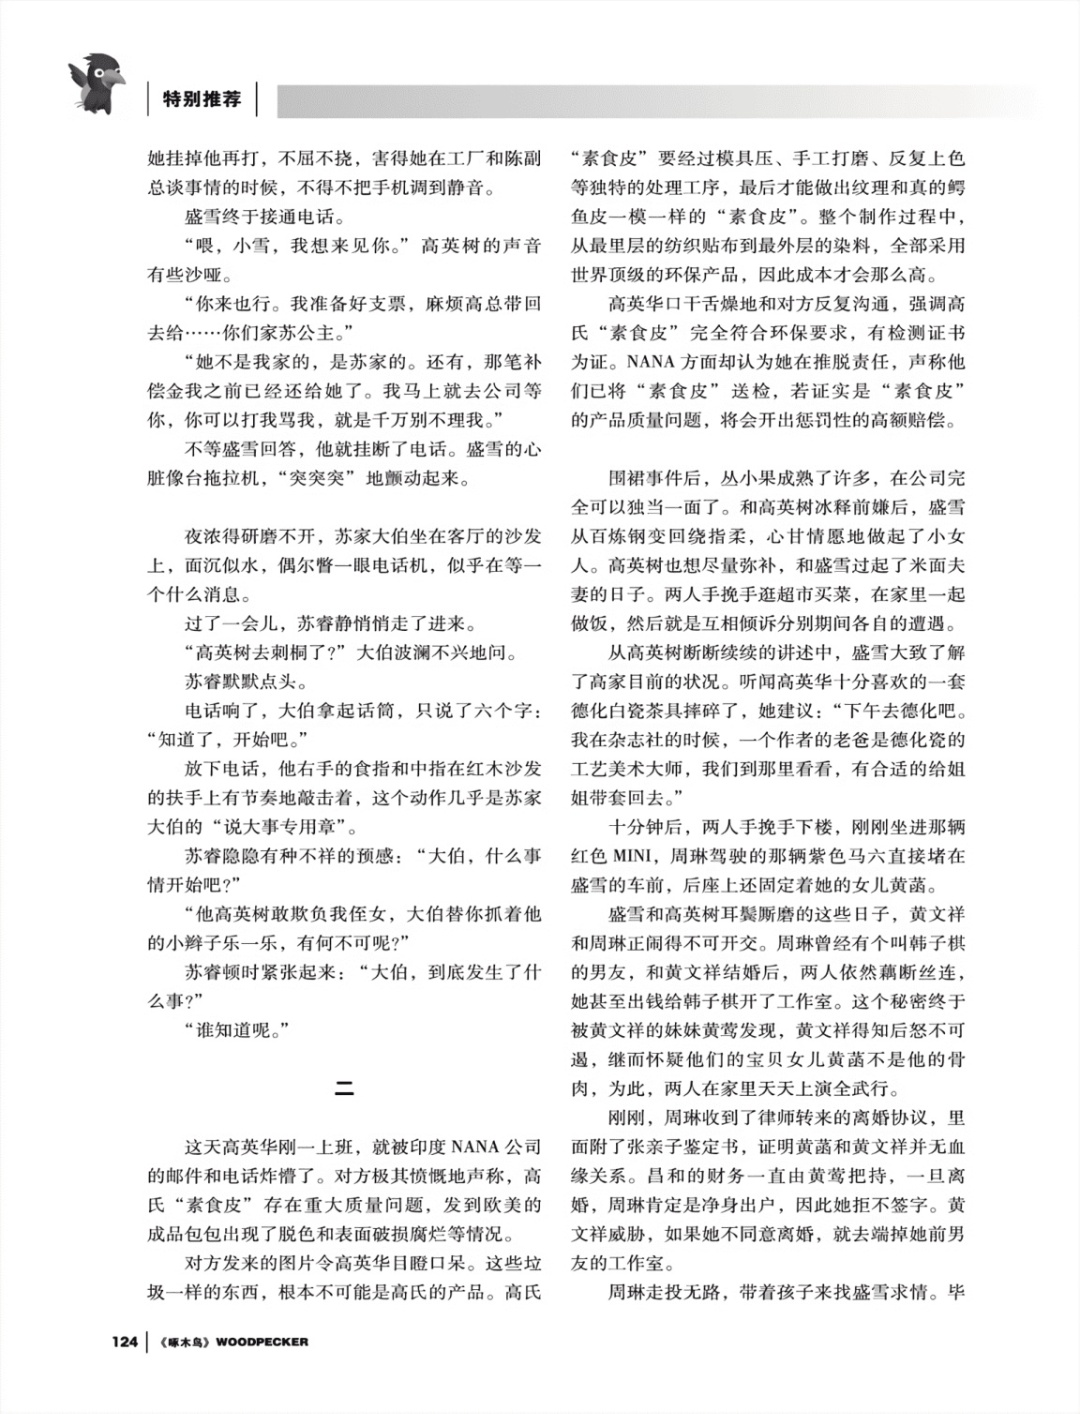 特别推荐
她挂掉他再打，不屈不挠，害得她在工厂和陈副
总谈事情的时候，不得不把手机调到静音。
盛雪终于接通电话。
“喂，小雪，我想来见你。”高英树的声音
有些沙哑。
“你来也行。我准备好支票，麻烦高总带回
去给……你们家苏公主。”
“她不是我家的，是苏家的。还有，那笔补
偿金我之前已经还给她了。我马上就去公司等
你，你可以打我骂我，就是千万别不理我。”
不等盛雪回答，他就挂断了电话。盛雪的心
脏像台拖拉机，“突突突”地颤动起来。
夜浓得研磨不开，苏家大伯坐在客厅的沙发
上，面沉似水，偶尔瞥一眼电话机，似乎在等一
个什么消息。
过了一会儿，苏睿静悄悄走了进来。
“高英树去刺桐了?”大伯波澜不兴地问。
苏睿默默点头。
电话响了，大伯拿起话筒，只说了六个字：
“知道了，开始吧。”
放下电话，他右手的食指和中指在红木沙发
的扶手上有节奏地敲击着，这个动作几乎是苏家
大伯的“说大事专用章”。
苏睿隐隐有种不祥的预感：“大伯，什么事
情开始吧?”
“他高英树敢欺负我侄女，大伯替你抓着他
的小辫子乐一乐，有何不可呢?”
苏睿顿时紧张起来：“大伯，到底发生了什
么事?”
“谁知道呢。”
二
这天高英华刚一上班，就被印度 NANA 公司
的邮件和电话炸懵了。对方极其愤慨地声称，高
氏“素食皮”存在重大质量问题，发到欧美的
成品包包出现了脱色和表面破损腐烂等情况。
对方发来的图片令高英华目瞪口呆。这些垃
圾一样的东西，根本不可能是高氏的产品。高氏
“素食皮”要经过模具压、手工打磨、反复上色
等独特的处理工序，最后才能做出纹理和真的鳄
鱼皮一模一样的“素食皮”。整个制作过程中，
从最里层的纺织贴布到最外层的染料，全部采用
世界顶级的环保产品，因此成本才会那么高。
高英华口干舌燥地和对方反复沟通，强调高
氏“素食皮”完全符合环保要求，有检测证书
为证。NANA 方面却认为她在推脱责任，声称他
们已将“素食皮”送检，若证实是“素食皮”
的产品质量问题，将会开出惩罚性的高额赔偿。
围裙事件后，丛小果成熟了许多，在公司完
全可以独当一面了。和高英树冰释前嫌后，盛雪
从百炼钢变回绕指柔，心甘情愿地做起了小女
人。高英树也想尽量弥补，和盛雪过起了米面夫
妻的日子。两人手挽手逛超市买菜，在家里一起
做饭，然后就是互相倾诉分别期间各自的遭遇。
从高英树断断续续的讲述中，盛雪大致了解
了高家目前的状况。听闻高英华十分喜欢的一套
德化白瓷茶具摔碎了，她建议：“下午去德化吧。
我在杂志社的时候，一个作者的老爸是德化瓷的
工艺美术大师，我们到那里看看，有合适的给姐
姐带套回去。”
十分钟后，两人手挽手下楼，刚刚坐进那辆
红色 MINI，周琳驾驶的那辆紫色马六直接堵在
盛雪的车前，后座上还固定着她的女儿黄菡。
盛雪和高英树耳鬓厮磨的这些日子，黄文祥
和周琳正闹得不可开交。周琳曾经有个叫韩子棋
的男友，和黄文祥结婚后，两人依然藕断丝连，
她甚至出钱给韩子棋开了工作室。这个秘密终于
被黄文祥的妹妹黄莺发现，黄文祥得知后怒不可
遏，继而怀疑他们的宝贝女儿黄菡不是他的骨
肉，为此，两人在家里天天上演全武行。
刚刚，周琳收到了律师转来的离婚协议，里
面附了张亲子鉴定书，证明黄菡和黄文祥并无血
缘关系。昌和的财务一直由黄莺把持，一旦离
婚，周琳肯定是净身出户，因此她拒不签字。黄
文祥威胁，如果她不同意离婚，就去端掉她前男
友的工作室。
周琳走投无路，带着孩子来找盛雪求情。毕
124 《啄木鸟》WOODPECKER